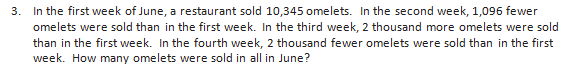 3. In the first week of June, a restaurant sold 10,345 omelets. In the second week, 1,096 fewer
omelets were sold than in the first week. In the third week, 2 thousand more omelets were sold
than in the first week. In the fourth week, 2 thousand fewer omelets were sold than in the first
week. How many omelets were sold in all in June?